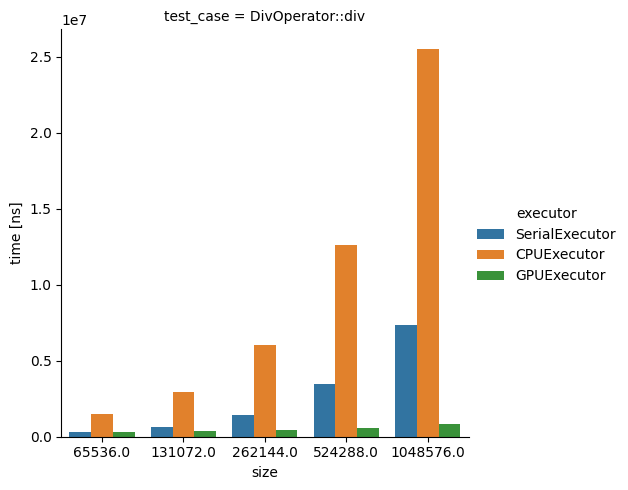 test_case = DivOperator::div
1e7
2.5
2.0
1.5
1.0
0.5
0.0
time [ns]
65536.0 131072.0 262144.0 524288.0 1048576.0
size
executor
SerialExecutor
CPUExecutor
GPUExecutor